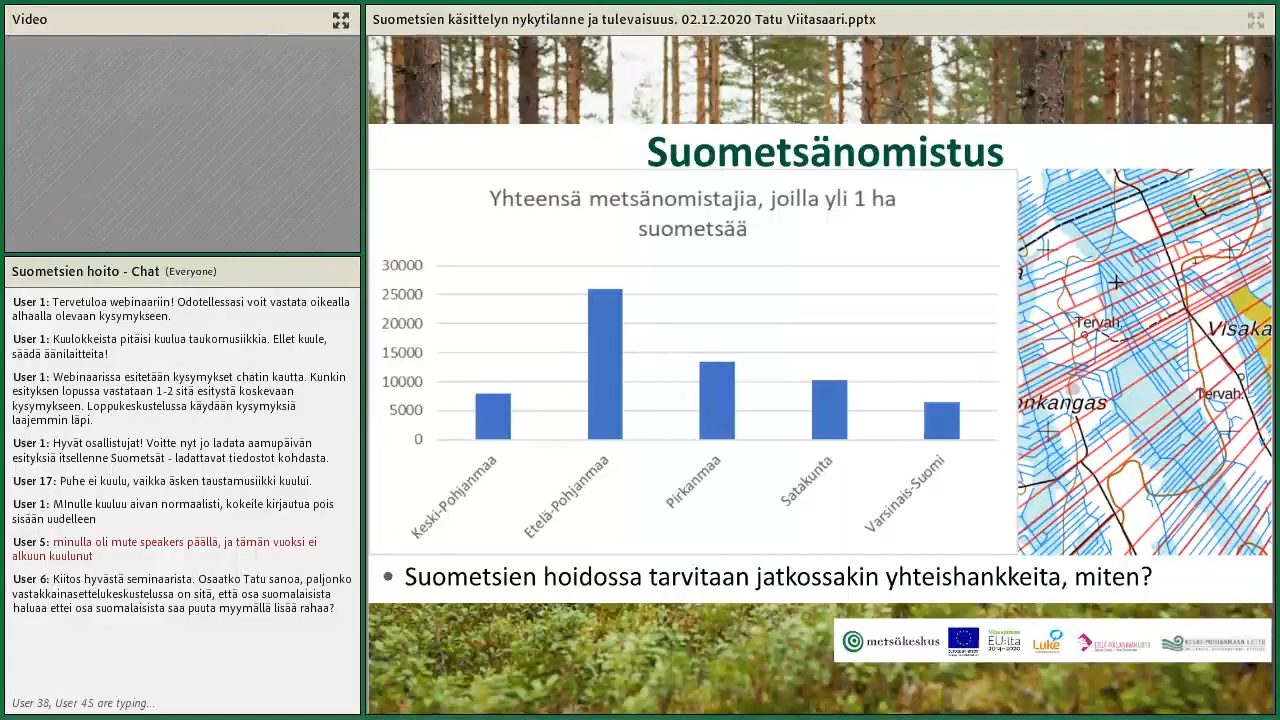 Video
Suometsien käsittelyn nykytilanne ja tulevaisuus. 02.12.2020 Tatu Viitasaari.pptx
Suometsien hoito - Chat (Everyone)
User 1: Tervetuloa webinaariin! Odotellessasi voit vastata oikealla
alhaalla olevaan kysymykseen.
User 1: Kuulokkeista pitäisi kuulua taukomusiikkia. Ellet kuule,
säädä äänilaitteita!
User 1: Webinaarissa esitetään kysymykset chatin kautta. Kunkin
esityksen lopussa vastataan 1-2 sitä esitystä koskevaan
kysymykseen. Loppukeskustelussa käydään kysymyksiä
laajemmin läpi.
User 1: Hyvät osallistujat! Voitte nyt jo ladata aamupäivän
esityksiä itsellenne Suometsät - ladattavat tiedostot kohdasta.
User 17: Puhe ei kuulu, vaikka äsken taustamusiikki kuului.
User 1: MInulle kuuluu aivan normaalisti, kokeile kirjautua pois
sisään uudelleen
User 5: minulla oli mute speakers päällä, ja tämän vuoksi ei
alkuun kuulunut
User 6: Kiitos hyvästä seminaarista. Osaatko Tatu sanoa, paljonko
vastakkainasettelukeskustelussa on sitä, että osa suomalaisista
haluaa ettei osa suomalaisista saa puuta myymällä lisää rahaa?
User 38, User 45 are typing...
Suometsänomistus
Yhteensä metsänomistajia, joilla yli 1 ha
suometsää
30000
25000
20000
15000
10000
5000
0
Keski-Pohjanmaa
Etelä-Pohjanmaa
Pirkanmaa
Satakunta
Varsinais-Suomi
Tervah.
Visaka
Tervah.
onkangas
• Suometsien hoidossa tarvitaan jatkossakin yhteishankkeita, miten?
metsäkeskus
EU:lta
2014–2020
Luke